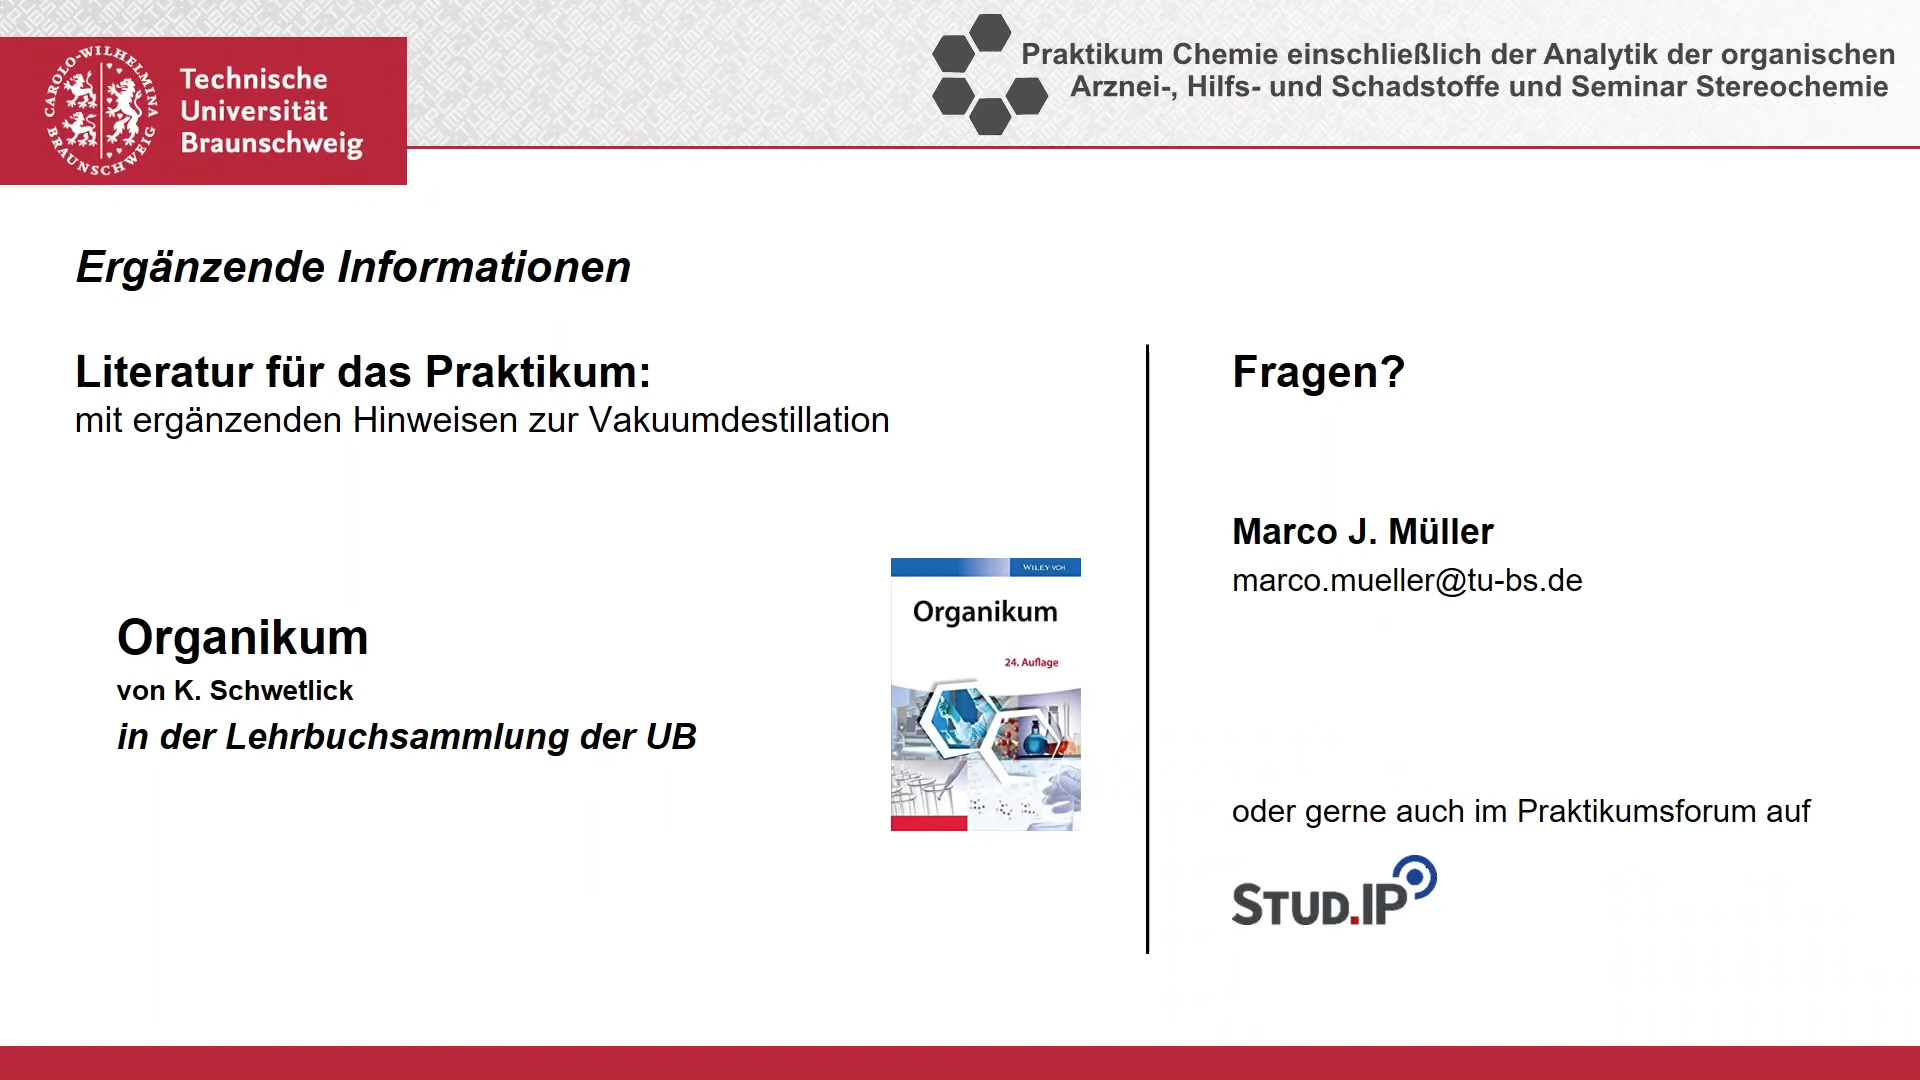 CAROLO-WILHELMINA
BRAUNSCHWEIG
Technische
Universität
Braunschweig
Praktikum Chemie einschließlich der Analytik der organischen
Arznei-, Hilfs- und Schadstoffe und Seminar Stereochemie
Ergänzende Informationen
Literatur für das Praktikum:
mit ergänzenden Hinweisen zur Vakuumdestillation
Organikum
von K. Schwetlick
in der Lehrbuchsammlung der UB
WILEY-VCH
Organikum
24. Auflage
Fragen?
Marco J. Müller
marco.mueller@tu-bs.de
oder gerne auch im Praktikumsforum auf
STUD.IP